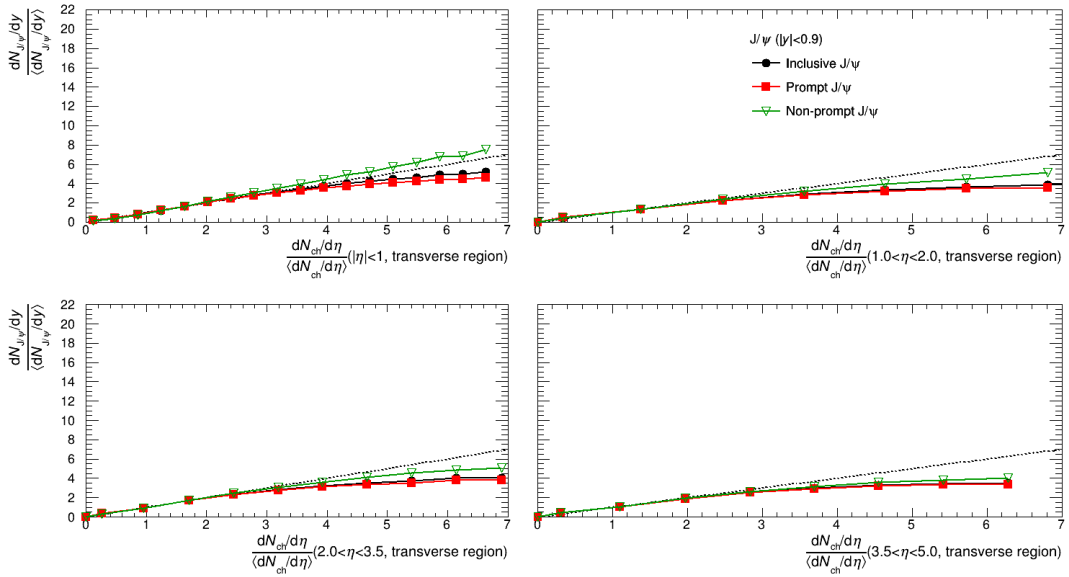 dN_J/ψ/dy
⟨dN_J/ψ/dy⟩
22
20
18
16
14
12
10
8
6
4
2
0
0 1 2 3 4 5 6 7
dN_ch/dη
⟨dN_ch/dη⟩
(|η|<1, transverse region)
J/ψ (|y|<0.9)
Inclusive J/ψ
Prompt J/ψ
Non-prompt J/ψ
0 1 2 3 4 5 6 7
dN_ch/dη
⟨dN_ch/dη⟩
(1.0<η<2.0, transverse region)
dN_J/ψ/dy
⟨dN_J/ψ/dy⟩
22
20
18
16
14
12
10
8
6
4
2
0
0 1 2 3 4 5 6 7
dN_ch/dη
⟨dN_ch/dη⟩
(2.0<η<3.5, transverse region)
0 1 2 3 4 5 6 7
dN_ch/dη
⟨dN_ch/dη⟩
(3.5<η<5.0, transverse region)